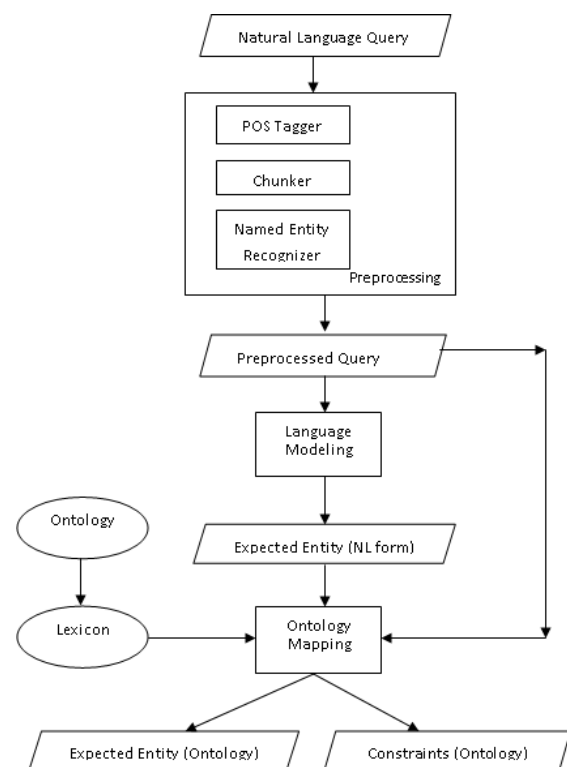 Natural Language Query
POS Tagger
Chunker
Named Entity
Recognizer
Preprocessing
Preprocessed Query
Language
Modeling
Ontology
Expected Entity (NL form)
Lexicon
Ontology
Mapping
Expected Entity (Ontology)
Constraints (Ontology)